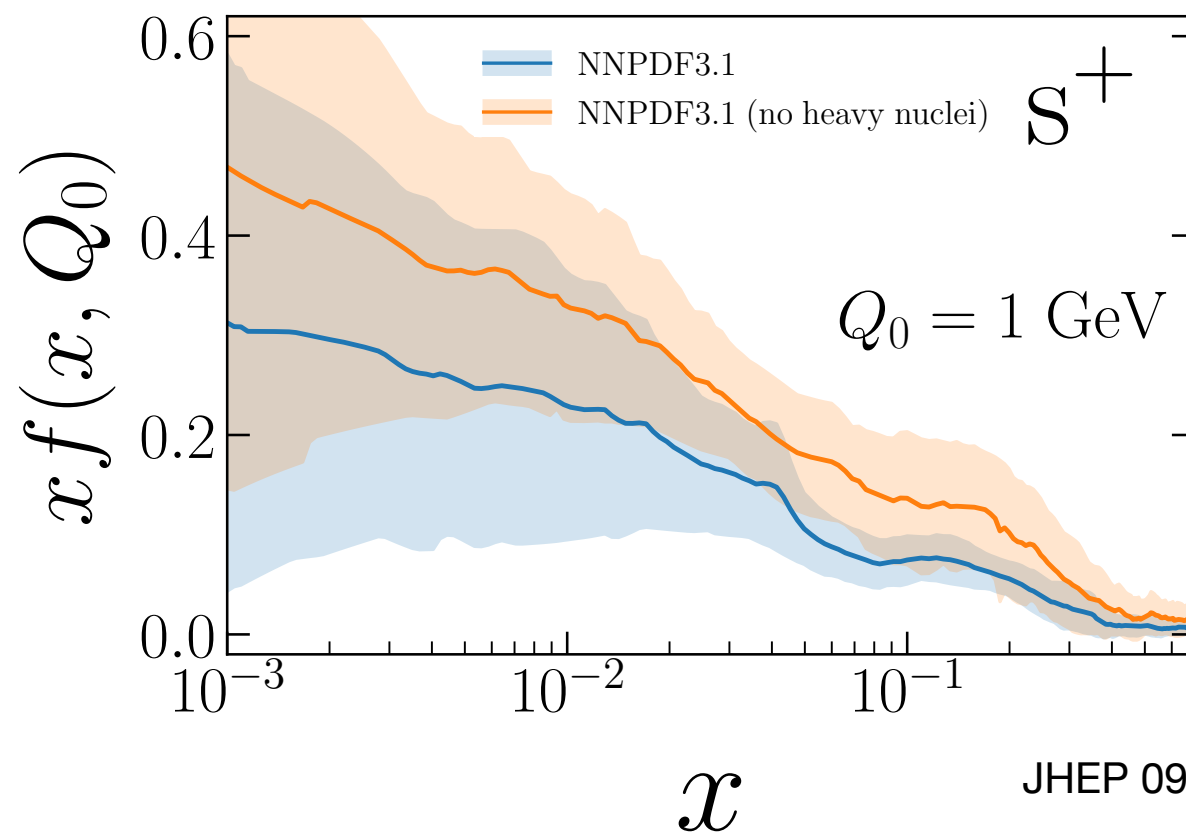 NNPDF3.1
NNPDF3.1 (no heavy nuclei)
s⁺
Q₀ = 1 GeV
x f(x, Q₀)
0.6
0.4
0.2
0.0
10⁻³ 10⁻² 10⁻¹
x
JHEP 09